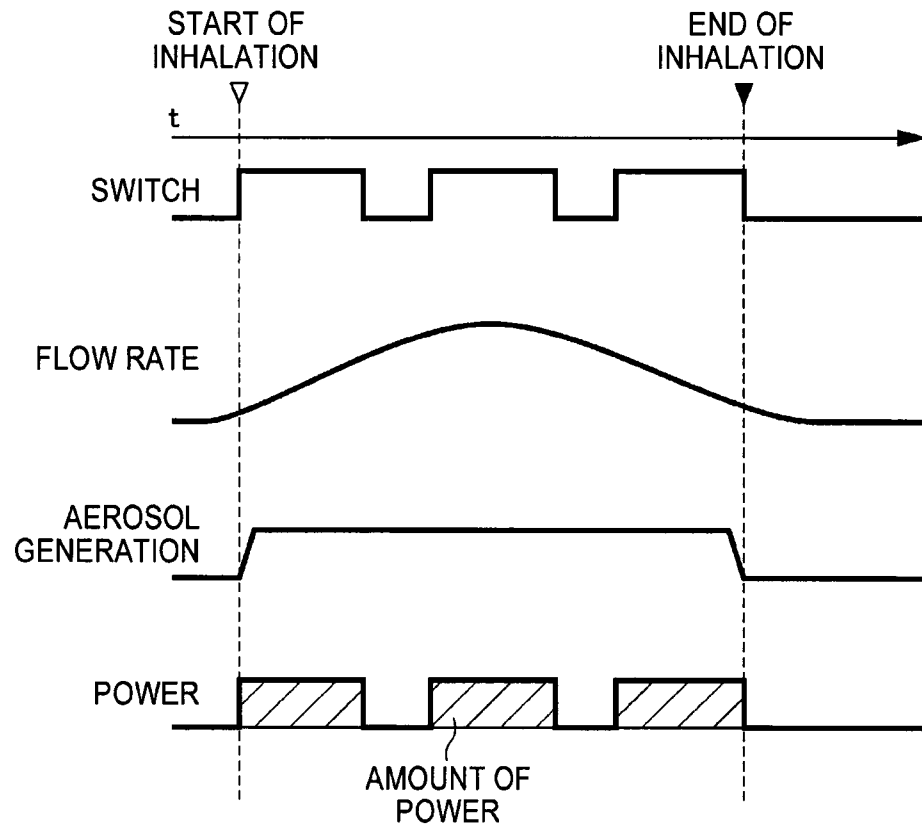 START OF
INHALATION
END OF
INHALATION
t
SWITCH
FLOW RATE
AEROSOL
GENERATION
POWER
AMOUNT OF
POWER